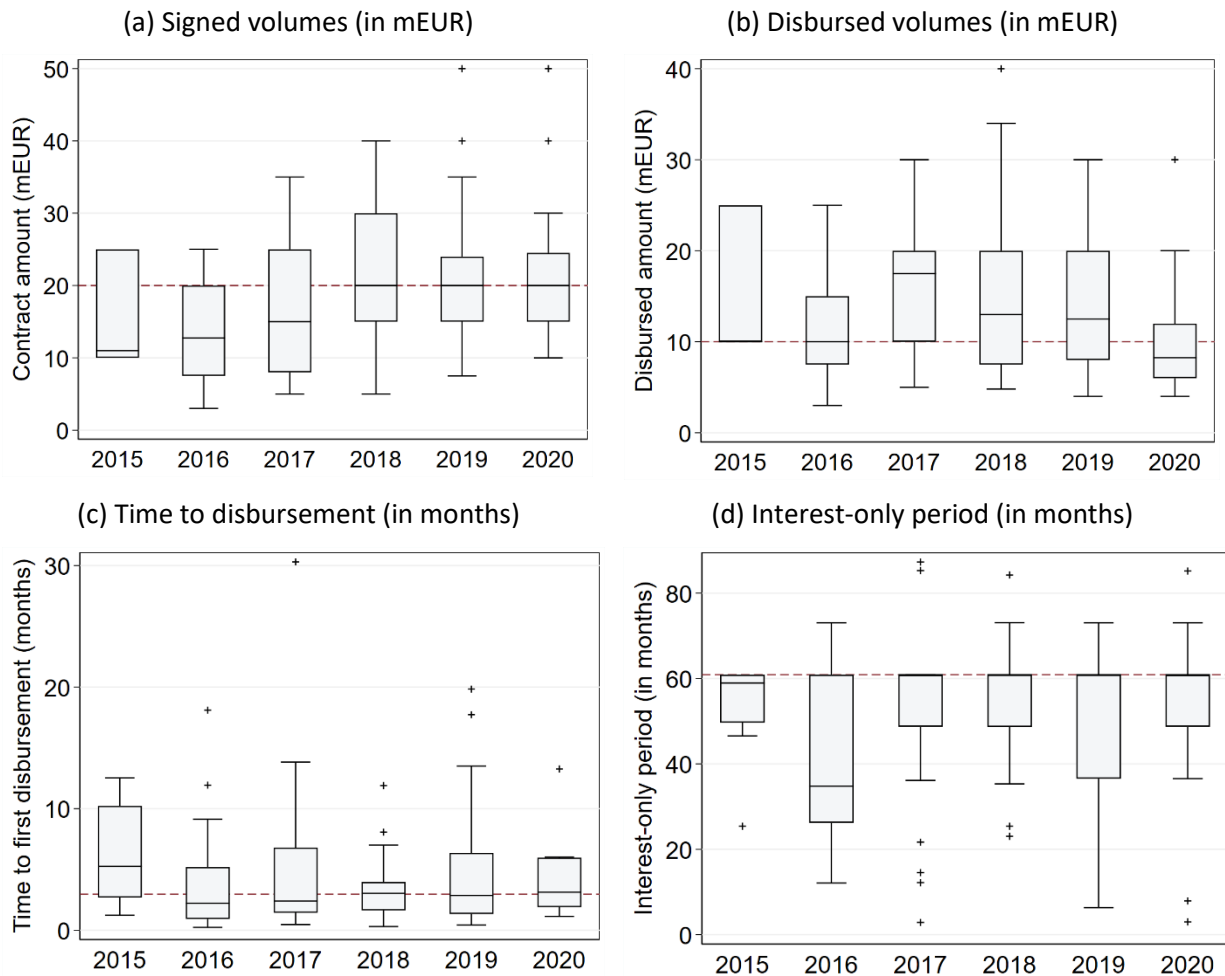 (a) Signed volumes (in mEUR)
Contract amount (mEUR)
50
40
30
20
10
0
2015 2016 2017 2018 2019 2020
(b) Disbursed volumes (in mEUR)
Disbursed amount (mEUR)
40
30
20
10
0
2015 2016 2017 2018 2019 2020
(c) Time to disbursement (in months)
Time to first disbursement (months)
30
20
10
0
2015 2016 2017 2018 2019 2020
(d) Interest-only period (in months)
Interest-only period (in months)
80
60
40
20
0
2015 2016 2017 2018 2019 2020